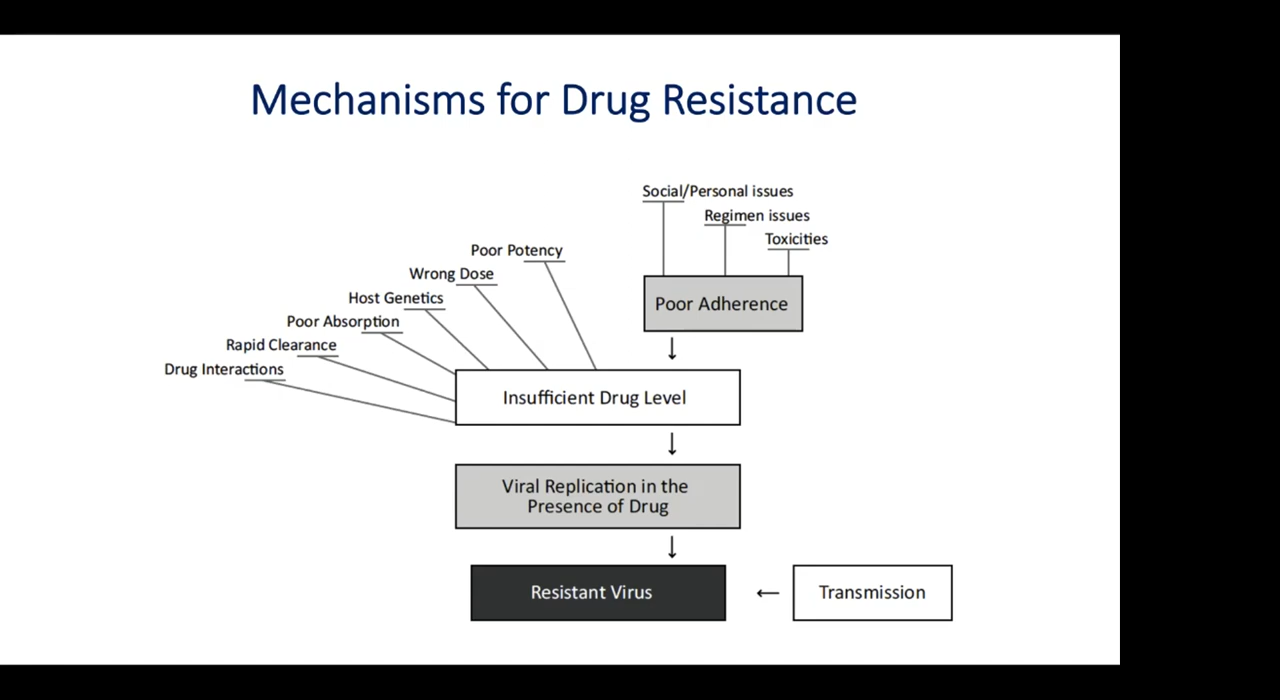 Mechanisms for Drug Resistance
Social/Personal issues
Regimen issues
Toxicities
Poor Potency
Wrong Dose
Host Genetics
Poor Absorption
Rapid Clearance
Drug Interactions
Poor Adherence
Insufficient Drug Level
Viral Replication in the
Presence of Drug
Resistant Virus
Transmission